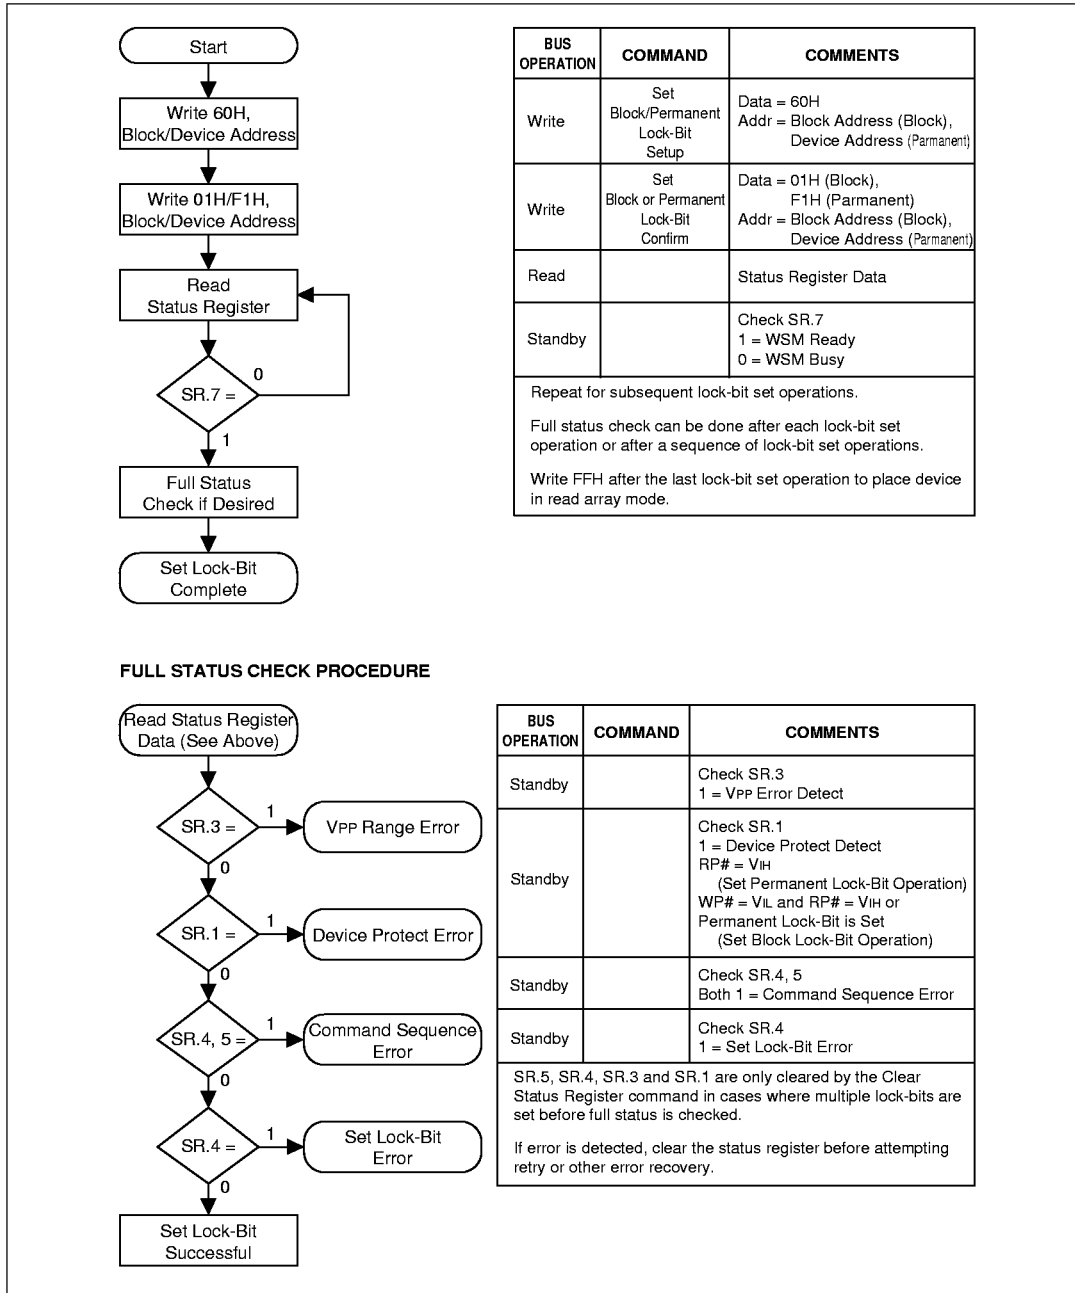 Start
Write 60H,
Block/Device Address
Write 01H/F1H,
Block/Device Address
Read
Status Register
SR.7 =
0
1
Full Status
Check if Desired
Set Lock-Bit
Complete
BUS
OPERATION
COMMAND
COMMENTS
Write
Set
Block/Permanent
Lock-Bit
Setup
Data = 60H
Addr = Block Address (Block),
Device Address (Parmanent)
Write
Set
Block or Permanent
Lock-Bit
Confirm
Data = 01H (Block),
F1H (Parmanent)
Addr = Block Address (Block),
Device Address (Parmanent)
Read
Status Register Data
Standby
Check SR.7
1 = WSM Ready
0 = WSM Busy
Repeat for subsequent lock-bit set operations.
Full status check can be done after each lock-bit set
operation or after a sequence of lock-bit set operations.
Write FFH after the last lock-bit set operation to place device
in read array mode.
FULL STATUS CHECK PROCEDURE
Read Status Register
Data (See Above)
SR.3 =
1
VPP Range Error
0
SR.1 =
1
Device Protect Error
0
SR.4, 5 =
1
Command Sequence
Error
0
SR.4 =
1
Set Lock-Bit
Error
0
Set Lock-Bit
Successful
BUS
OPERATION
COMMAND
COMMENTS
Standby
Check SR.3
1 = VPP Error Detect
Standby
Check SR.1
1 = Device Protect Detect
RP# = VIH
(Set Permanent Lock-Bit Operation)
WP# = VIL and RP# = VIH or
Permanent Lock-Bit is Set
(Set Block Lock-Bit Operation)
Standby
Check SR.4, 5
Both 1 = Command Sequence Error
Standby
Check SR.4
1 = Set Lock-Bit Error
SR.5, SR.4, SR.3 and SR.1 are only cleared by the Clear
Status Register command in cases where multiple lock-bits are
set before full status is checked.
If error is detected, clear the status register before attempting
retry or other error recovery.